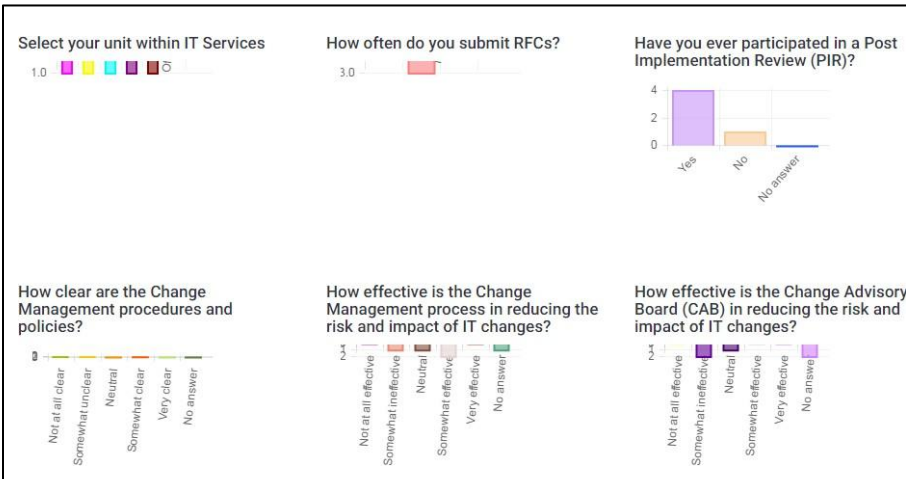 Select your unit within IT Services
1.0
How often do you submit RFCs?
3.0
Have you ever participated in a Post
Implementation Review (PIR)?
4
2
0
Yes
No
No answer
How clear are the Change
Management procedures and
policies?
Not at all clear
Somewhat unclear
Neutral
Somewhat clear
Very clear
No answer
How effective is the Change
Management process in reducing the
risk and impact of IT changes?
2
Not at all effective
Somewhat ineffective
Neutral
Somewhat effective
Very effective
No answer
How effective is the Change Advisory
Board (CAB) in reducing the risk and
impact of IT changes?
2
Not at all effective
Somewhat ineffective
Neutral
Somewhat effective
Very effective
No answer